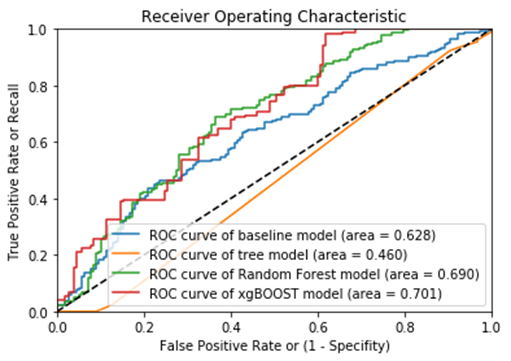 Receiver Operating Characteristic
1.0
0.8
0.6
0.4
0.2
0.0
True Positive Rate or Recall
ROC curve of baseline model (area = 0.628)
ROC curve of tree model (area = 0.460)
ROC curve of Random Forest model (area = 0.690)
ROC curve of xgBOOST model (area = 0.701)
0.0 0.2 0.4 0.6 0.8 1.0
False Positive Rate or (1 - Specifity)